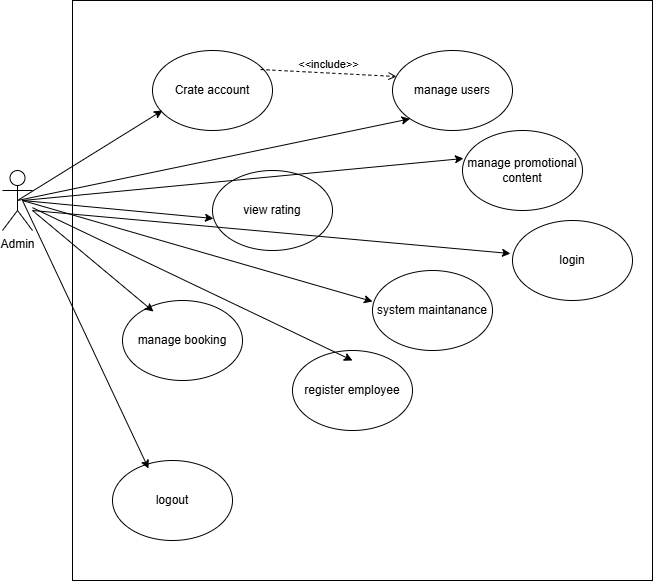 <<include>>
Crate account
manage users
manage promotional
content
view rating
Admin
login
system maintanance
manage booking
register employee
logout